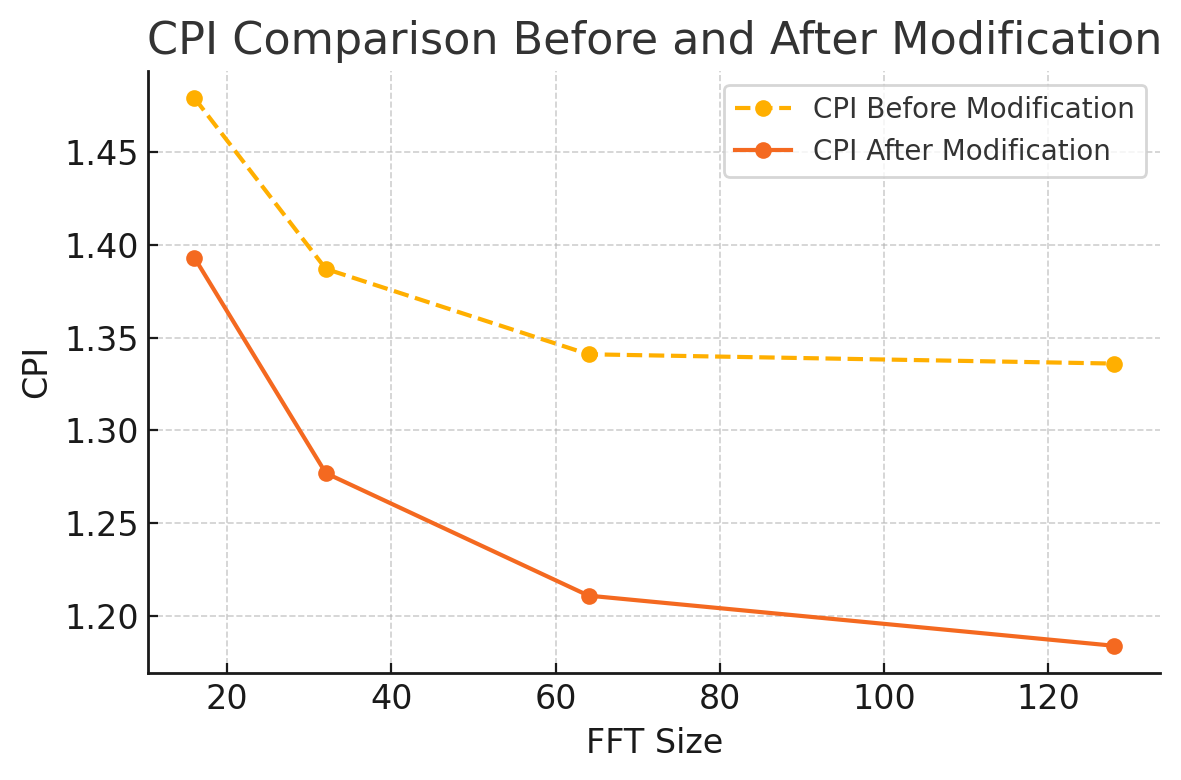 CPI Comparison Before and After Modification
CPI Before Modification
CPI After Modification
1.45
1.40
1.35
1.30
1.25
1.20
CPI
20 40 60 80 100 120
FFT Size